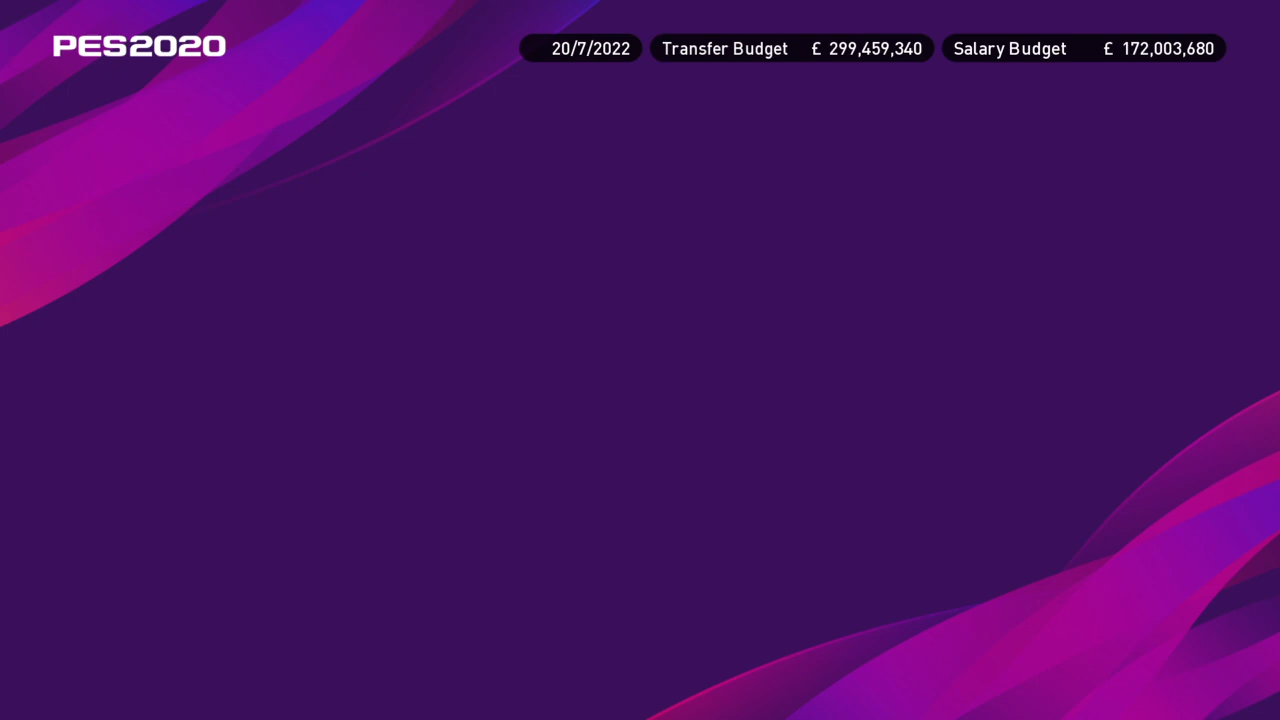 PES2020
20/7/2022 Transfer Budget £ 299,459,340 Salary Budget £ 172,003,680